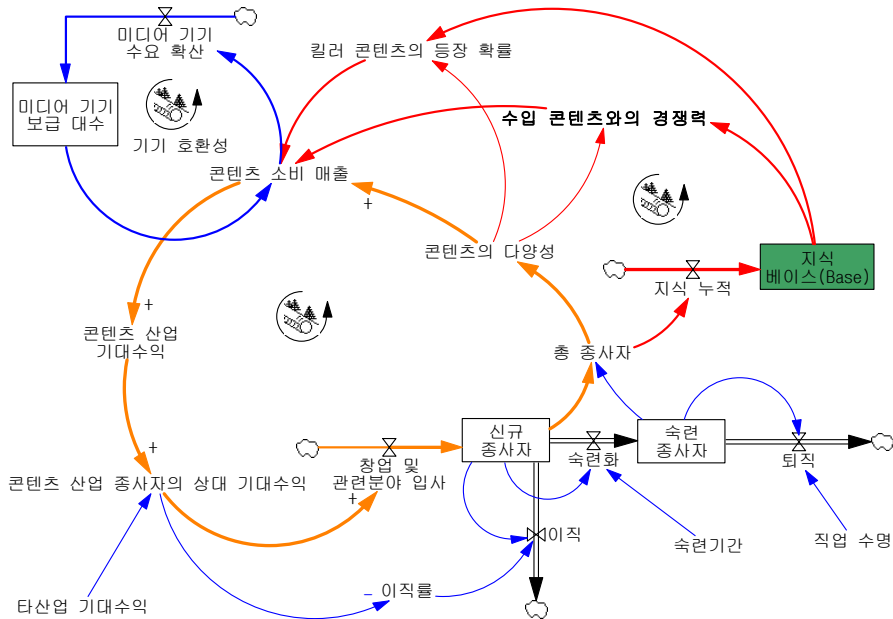 미디어 기기
수요 확산
킬러 콘텐츠의 등장 확률
미디어 기기
보급 대수
기기 호환성
수입 콘텐츠와의 경쟁력
콘텐츠 소비 매출
+
콘텐츠의 다양성
지식
베이스(Base)
지식 누적
+
콘텐츠 산업
기대수익
총 종사자
+
신규
종사자
숙련
종사자
콘텐츠 산업 종사자의 상대 기대수익
창업 및
관련분야 입사
+
숙련화
퇴직
이직
숙련기간
직업 수명
타산업 기대수익
- 이직률